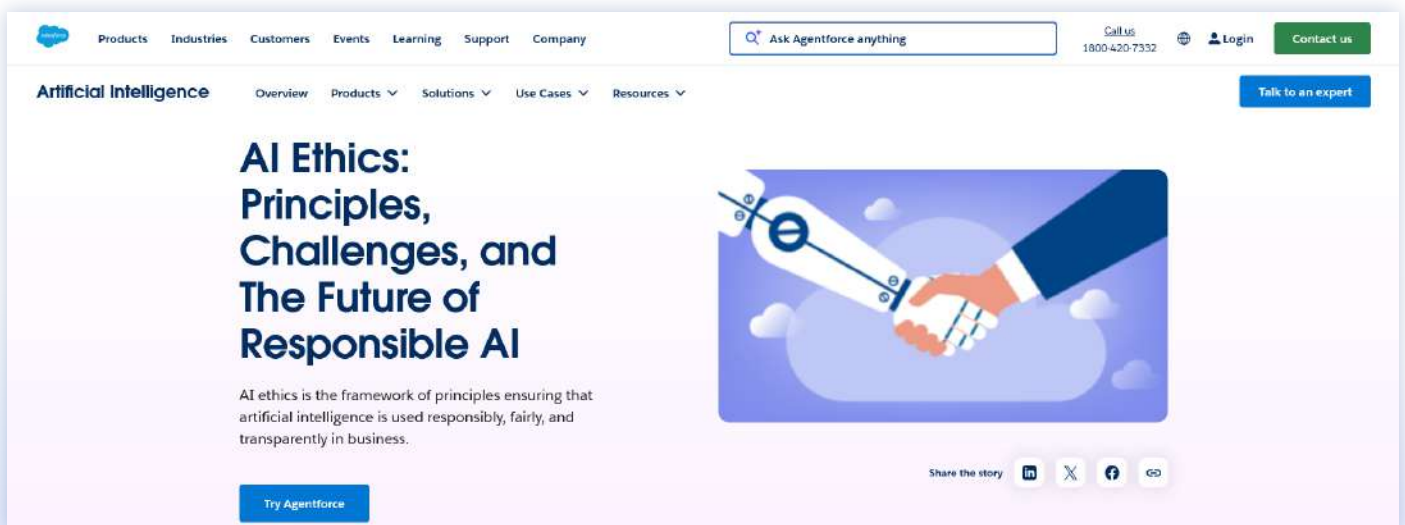 salesforce
Products Industries Customers Events Learning Support Company
Ask Agentforce anything
Call us
1800-420-7332
Login
Contact us
Artificial Intelligence
Overview Products Solutions Use Cases Resources
Talk to an expert
AI Ethics:
Principles,
Challenges, and
The Future of
Responsible AI
AI ethics is the framework of principles ensuring that
artificial intelligence is used responsibly, fairly, and
transparently in business.
Try Agentforce
Share the story